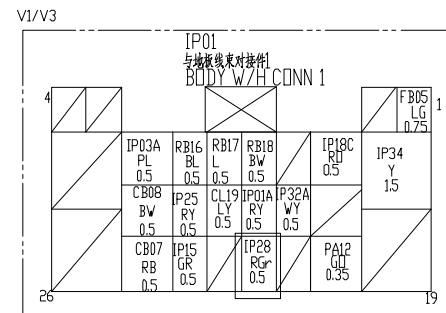 V1/V3
IP01
与地板线束对接件1
BODY W/H CONN 1
4
FB05
LG
0.75
1
IP03A
PL
0.5
RB16
BL
0.5
RB17
L
0.5
RB18
BW
0.5
IP18C
RO
0.5
IP34
Y
1.5
CB08
BW
0.5
IP25
RY
0.5
CL19
LY
0.5
IP01A
RY
0.5
IP32A
WY
0.5
CB07
RB
0.5
IP15
GR
0.5
IP28
RGr
0.5
PA12
GO
0.35
26
19